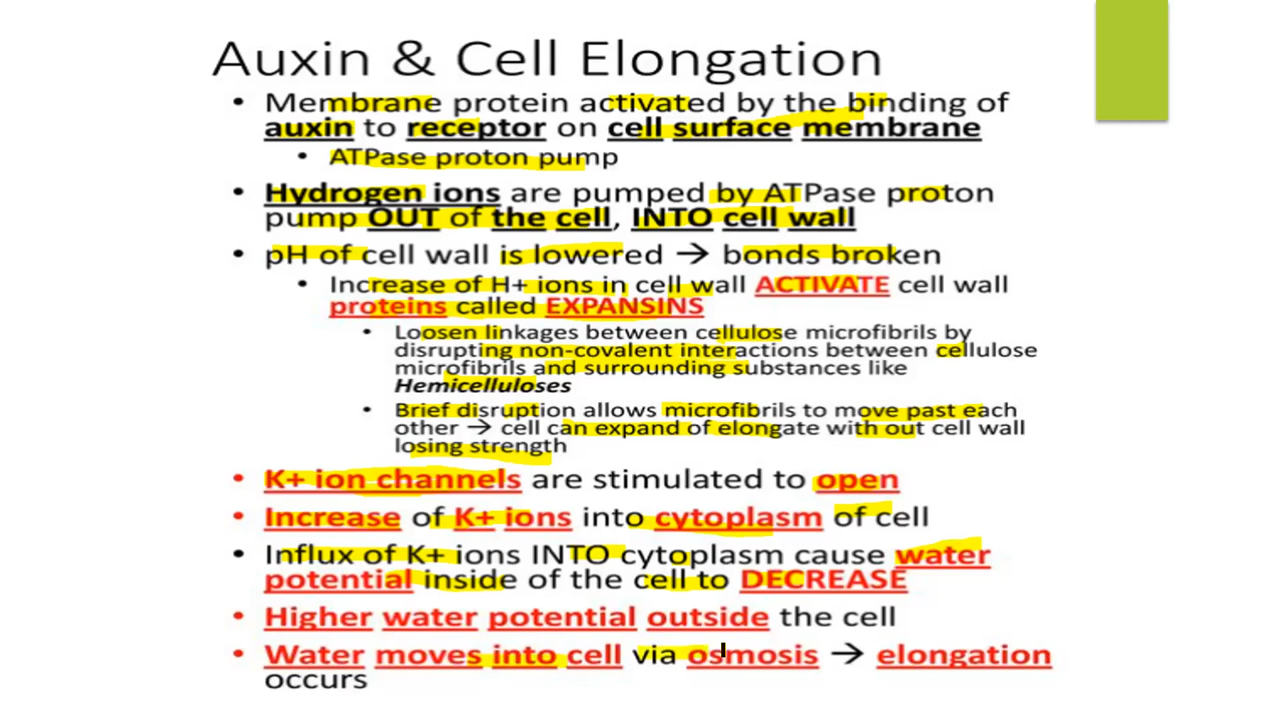 Auxin & Cell Elongation
• Membrane protein activated by the binding of
auxin to receptor on cell surface membrane
• ATPase proton pump
• Hydrogen ions are pumped by ATPase proton
pump OUT of the cell, INTO cell wall
• pH of cell wall is lowered → bonds broken
• Increase of H+ ions in cell wall ACTIVATE cell wall
proteins called EXPANSINS
• Loosen linkages between cellulose microfibrils by
disrupting non-covalent interactions between cellulose
microfibrils and surrounding substances like
Hemicelluloses
• Brief disruption allows microfibrils to move past each
other → cell can expand of elongate with out cell wall
losing strength
• K+ ion channels are stimulated to open
• Increase of K+ ions into cytoplasm of cell
• Influx of K+ ions INTO cytoplasm cause water
potential inside of the cell to DECREASE
• Higher water potential outside the cell
• Water moves into cell via osmosis → elongation
occurs